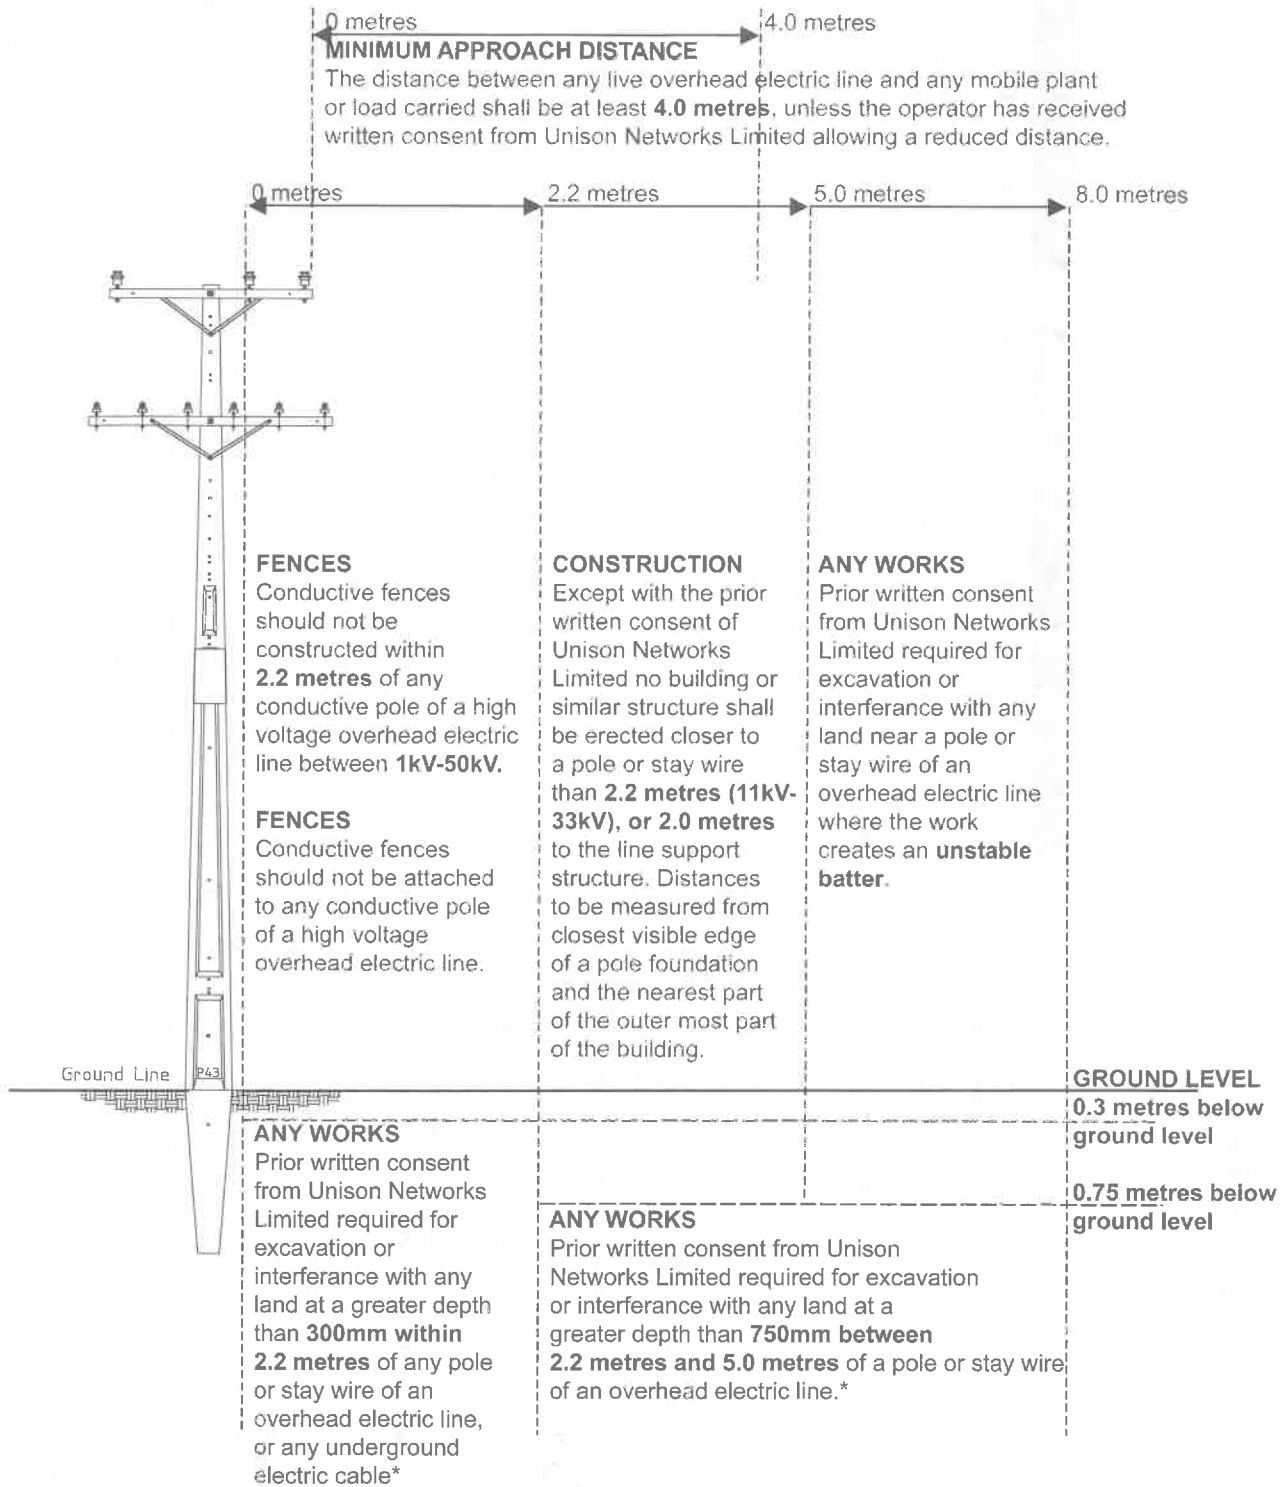 0 metres
4.0 metres
MINIMUM APPROACH DISTANCE
The distance between any live overhead electric line and any mobile plant
or load carried shall be at least 4.0 metres, unless the operator has received
written consent from Unison Networks Limited allowing a reduced distance.
0 metres
2.2 metres
5.0 metres
8.0 metres
FENCES
Conductive fences
should not be
constructed within
2.2 metres of any
conductive pole of a high
voltage overhead electric
line between 1kV-50kV.
FENCES
Conductive fences
should not be attached
to any conductive pole
of a high voltage
overhead electric line.
CONSTRUCTION
Except with the prior
written consent of
Unison Networks
Limited no building or
similar structure shall
be erected closer to
a pole or stay wire
than 2.2 metres (11kV-
33kV), or 2.0 metres
to the line support
structure. Distances
to be measured from
closest visible edge
of a pole foundation
and the nearest part
of the outer most part
of the building.
ANY WORKS
Prior written consent
from Unison Networks
Limited required for
excavation or
interferance with any
land near a pole or
stay wire of an
overhead electric line
where the work
creates an unstable
batter.
Ground Line
P43
GROUND LEVEL
0.3 metres below
ground level
0.75 metres below
ground level
ANY WORKS
Prior written consent
from Unison Networks
Limited required for
excavation or
interferance with any
land at a greater depth
than 300mm within
2.2 metres of any pole
or stay wire of an
overhead electric line,
or any underground
electric cable*
ANY WORKS
Prior written consent from Unison
Networks Limited required for excavation
or interferance with any land at a
greater depth than 750mm between
2.2 metres and 5.0 metres of a pole or stay wire
of an overhead electric line.*